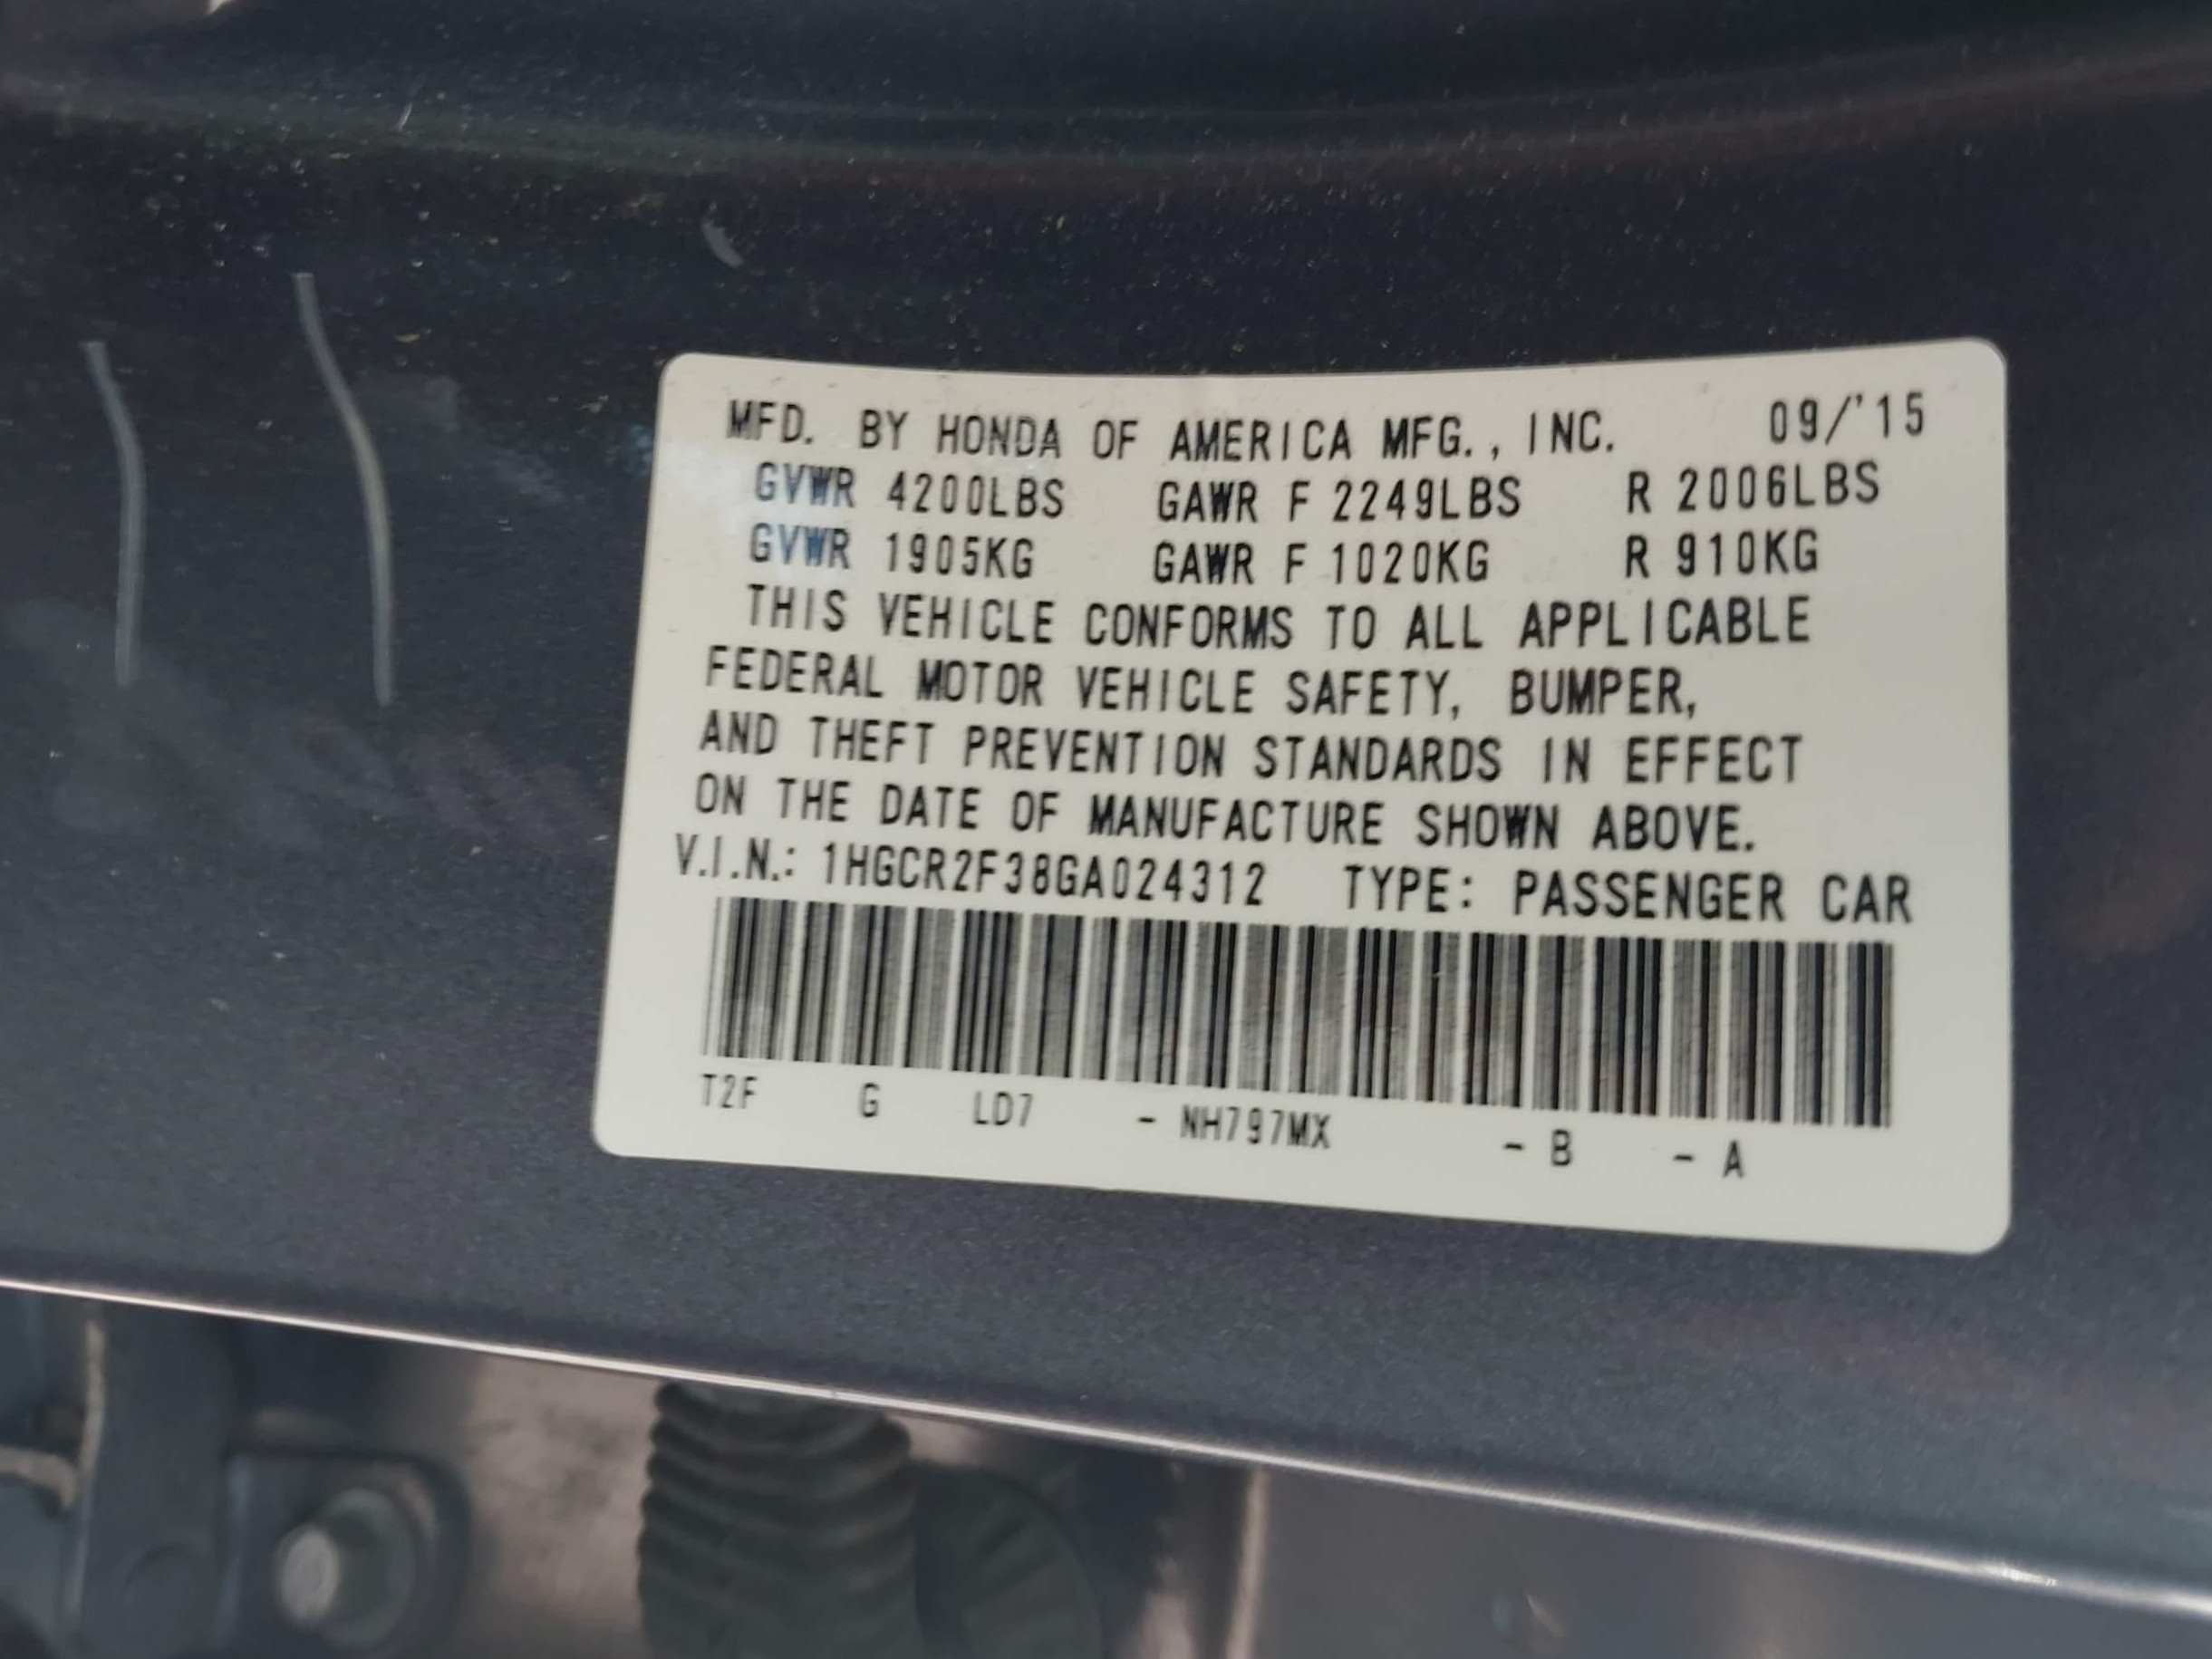 MFD. BY HONDA OF AMERICA MFG., INC. 09/'15
GVWR 4200LBS GAWR F 2249LBS R 2006LBS
GVWR 1905KG GAWR F 1020KG R 910KG
THIS VEHICLE CONFORMS TO ALL APPLICABLE
FEDERAL MOTOR VEHICLE SAFETY, BUMPER,
AND THEFT PREVENTION STANDARDS IN EFFECT
ON THE DATE OF MANUFACTURE SHOWN ABOVE.
V.I.N.: 1HGCR2F38GA024312 TYPE: PASSENGER CAR
T2F G LD7 - NH797MX - B - A